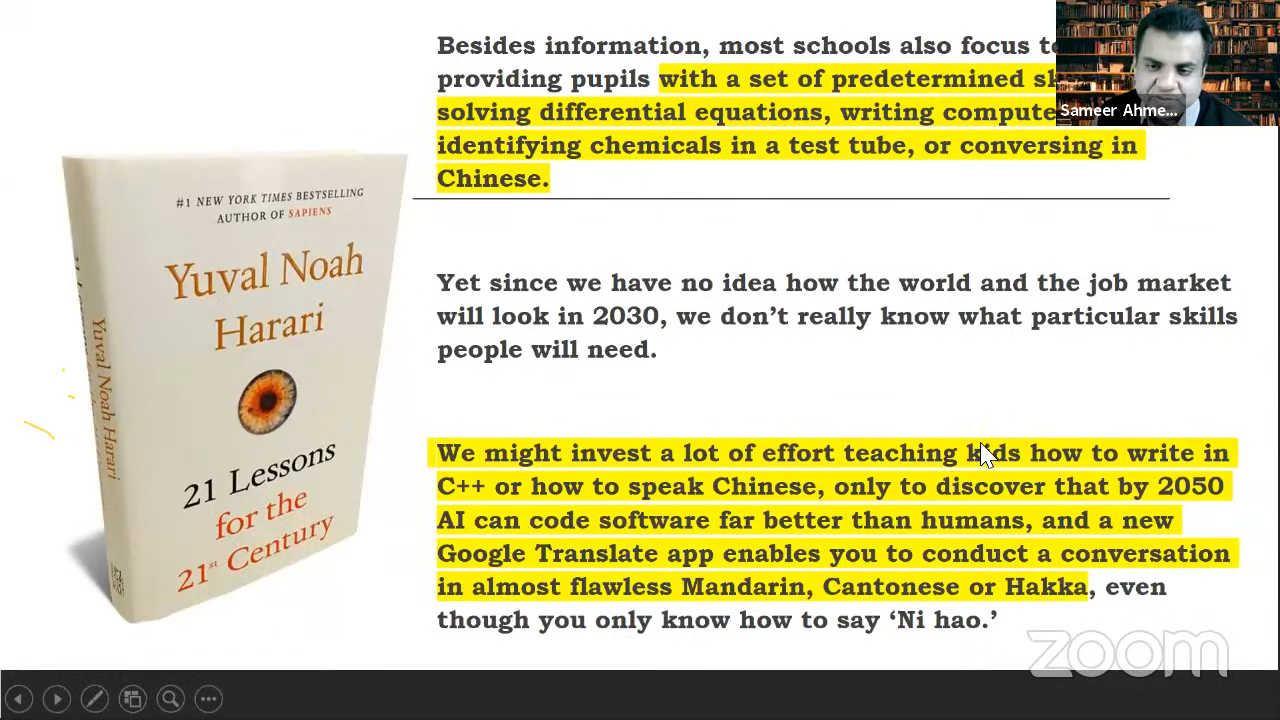 Besides information, most schools also focus
providing pupils with a set of predetermined
solving differential equations, writing
identifying chemicals in a test tube, or conversing in
Chinese.
Sameer Ahme...
#1 NEW YORK TIMES BESTSELLING
AUTHOR OF SAPIENS
Yuval Noah
Harari
21 Lessons
for the
21st Century
Yuval Noah Harari
Yet since we have no idea how the world and the job market
will look in 2030, we don’t really know what particular skills
people will need.
We might invest a lot of effort teaching kids how to write in
C++ or how to speak Chinese, only to discover that by 2050
AI can code software far better than humans, and a new
Google Translate app enables you to conduct a conversation
in almost flawless Mandarin, Cantonese or Hakka, even
though you only know how to say ‘Ni hao.’
zoom